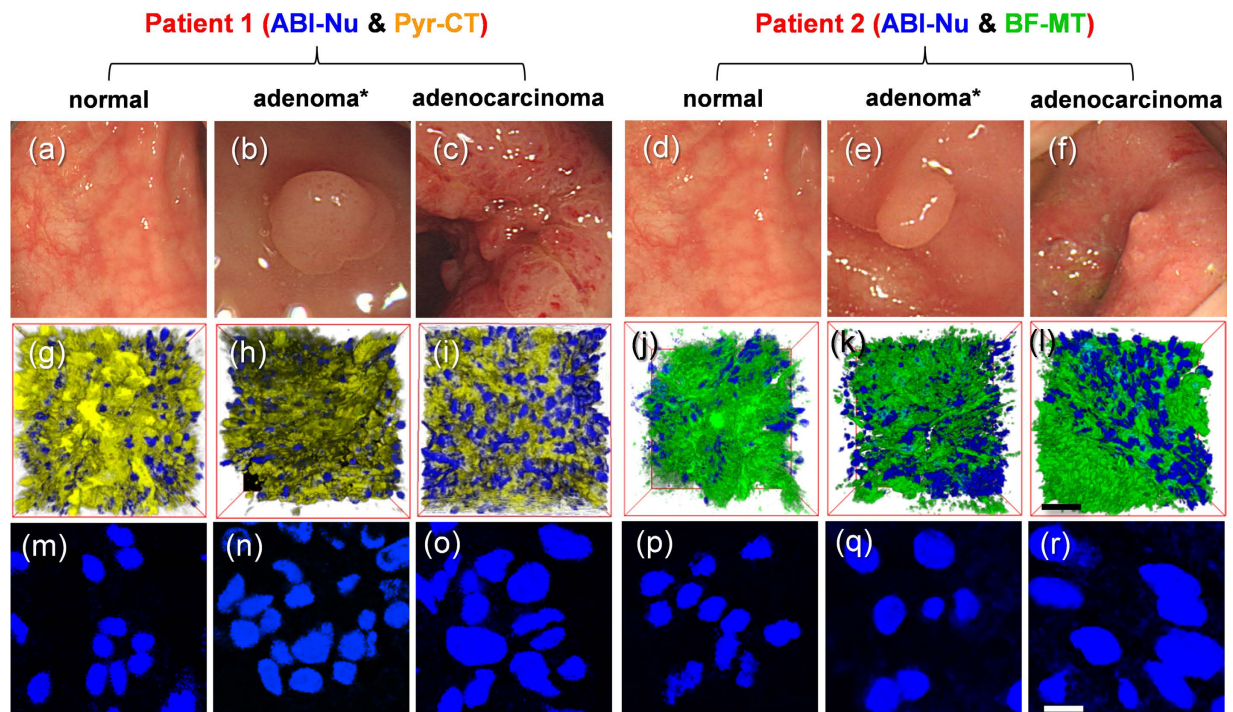 Patient 1 (ABI-Nu & Pyr-CT) Patient 2 (ABI-Nu & BF-MT)
normal adenoma* adenocarcinoma normal adenoma* adenocarcinoma
(a) (b) (c) (d) (e) (f)
(g) (h) (i) (j) (k) (l)
(m) (n) (o) (p) (q) (r)